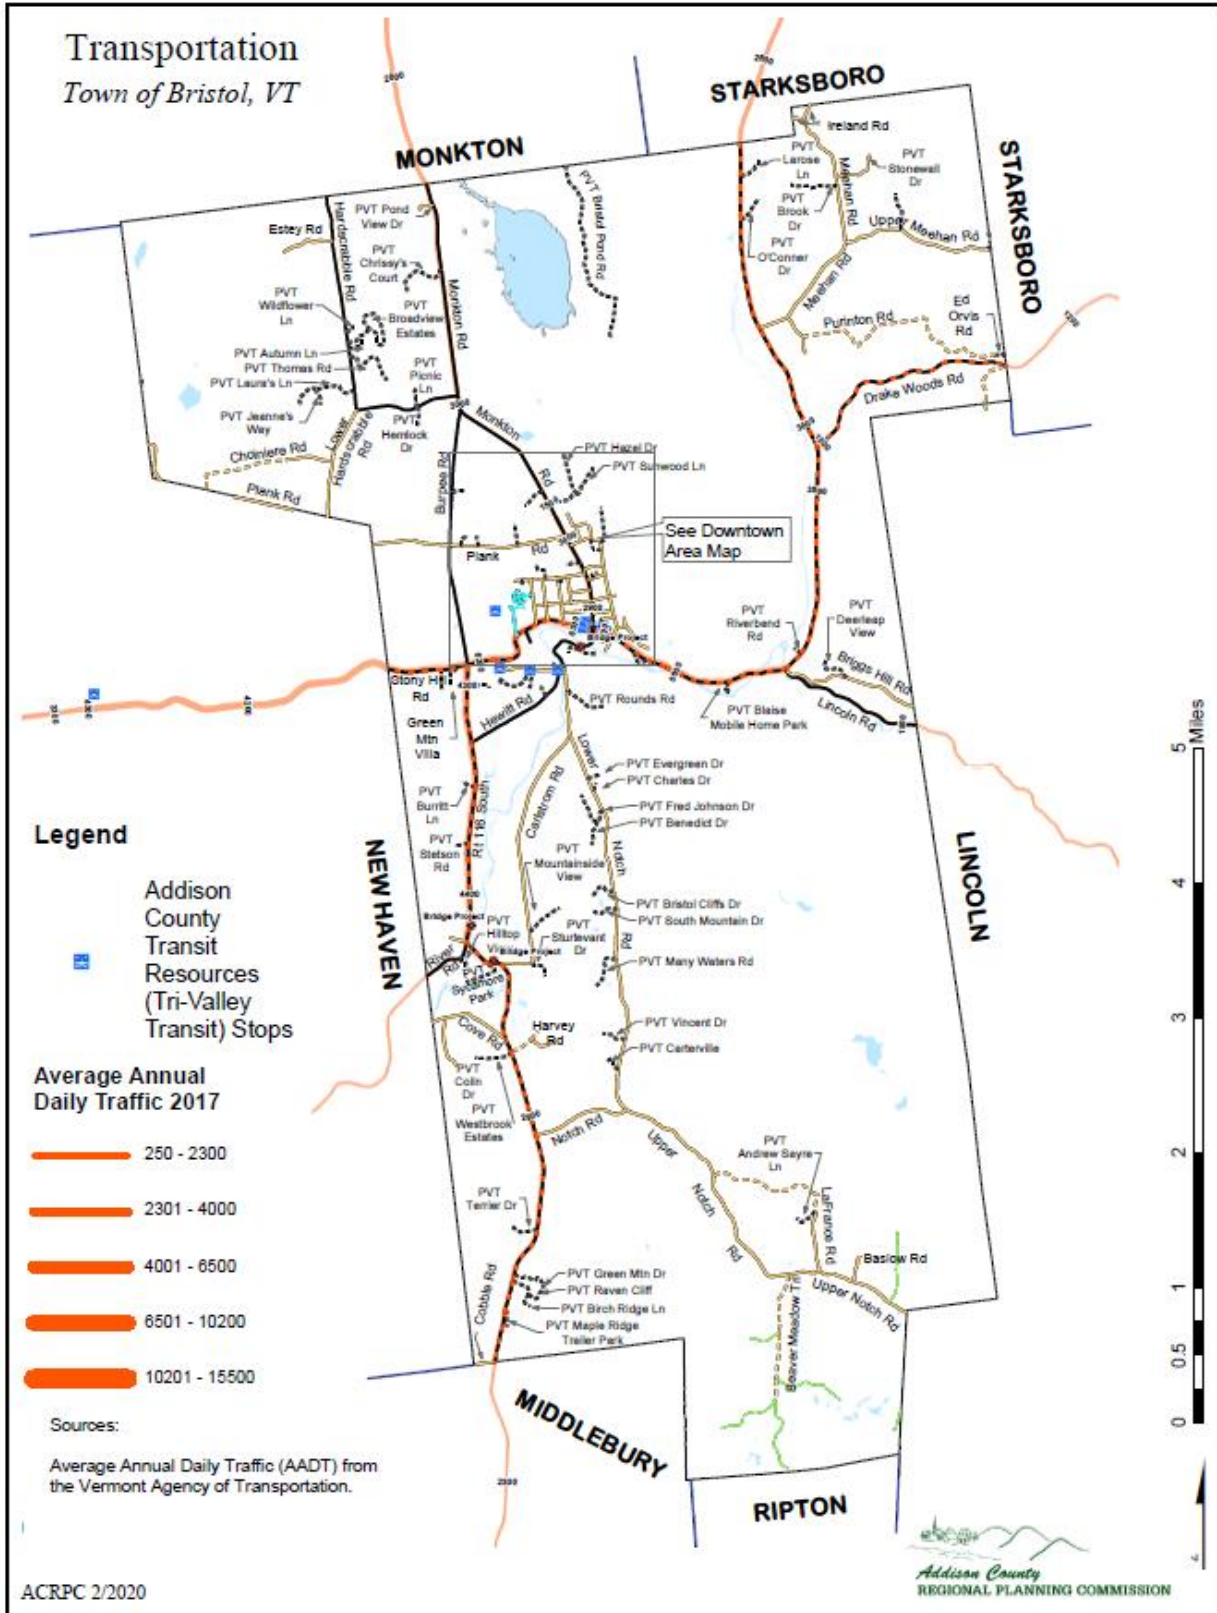 Transportation
Town of Bristol, VT
MONKTON
STARKSBORO
STARKSBORO
Ireland Rd
PVT
Larose
Ln
Meehan Rd
PVT
Stonewall
Dr
PVT
Brook
Dr
Upper Meehan Rd
PVT
O'Conner
Dr
Meehan Rd
Purinton Rd
Ed
Orvis
Rd
Drake Woods Rd
PVT Bristol Pond Rd
Estey Rd
Hardscrabble Rd
PVT Pond
View Dr
PVT
Chrissy's
Court
Monkton Rd
PVT
Wildflower
Ln
PVT
Broadview
Estates
PVT Autumn Ln
PVT Thomas Rd
PVT Laura's Ln
PVT
Picnic
Ln
PVT
Jeanne's
Way
PVT
Hemlock
Dr
Lower
Hardscrabble
Rd
Choiniere Rd
Plank Rd
Monkton
Rd
Burpee Rd
PVT Hazel Dr
PVT Sunwood Ln
See Downtown
Area Map
Plank
Rd
Bridge Project
PVT
Riverbend
Rd
PVT
Deerleap
View
Briggs Hill Rd
Lincoln Rd
Stony Hill
Rd
Green
Mtn
Villa
Hewitt Rd
PVT Rounds Rd
PVT Blaise
Mobile Home Park
Lower
Notch
Rd
PVT Evergreen Dr
PVT Charles Dr
PVT Fred Johnson Dr
PVT Benedict Dr
Carlstrom Rd
PVT
Burritt
Ln
Rt 116 South
PVT
Stetson
Rd
PVT
Mountainside
View
4400
Bridge Project
PVT Bristol Cliffs Dr
PVT South Mountain Dr
PVT
Hilltop
View
PVT
Sturtevant
Dr
Bridge Project
PVT Many Waters Rd
River
Rd
PVT
Sycamore
Park
Cove Rd
Harvey
Rd
PVT Vincent Dr
PVT Carterville
PVT
Colin
Dr
PVT
Westbrook
Estates
Notch Rd
Upper
Notch
Rd
PVT
Andrew Sayre
Ln
LaFrance Rd
PVT
Terrier Dr
Baslow Rd
Upper Notch Rd
Beaver Meadow Trl
Cobble Rd
PVT Green Mtn Dr
PVT Raven Cliff
PVT Birch Ridge Ln
PVT Maple Ridge
Trailer Park
NEW HAVEN
LINCOLN
MIDDLEBURY
RIPTON
Legend
Addison
County
Transit
Resources
(Tri-Valley
Transit) Stops
Average Annual
Daily Traffic 2017
250 - 2300
2301 - 4000
4001 - 6500
6501 - 10200
10201 - 15500
Sources:
Average Annual Daily Traffic (AADT) from
the Vermont Agency of Transportation.
ACRPC 2/2020
Miles
5
4
3
2
1
0.5
0
Addison County
REGIONAL PLANNING COMMISSION